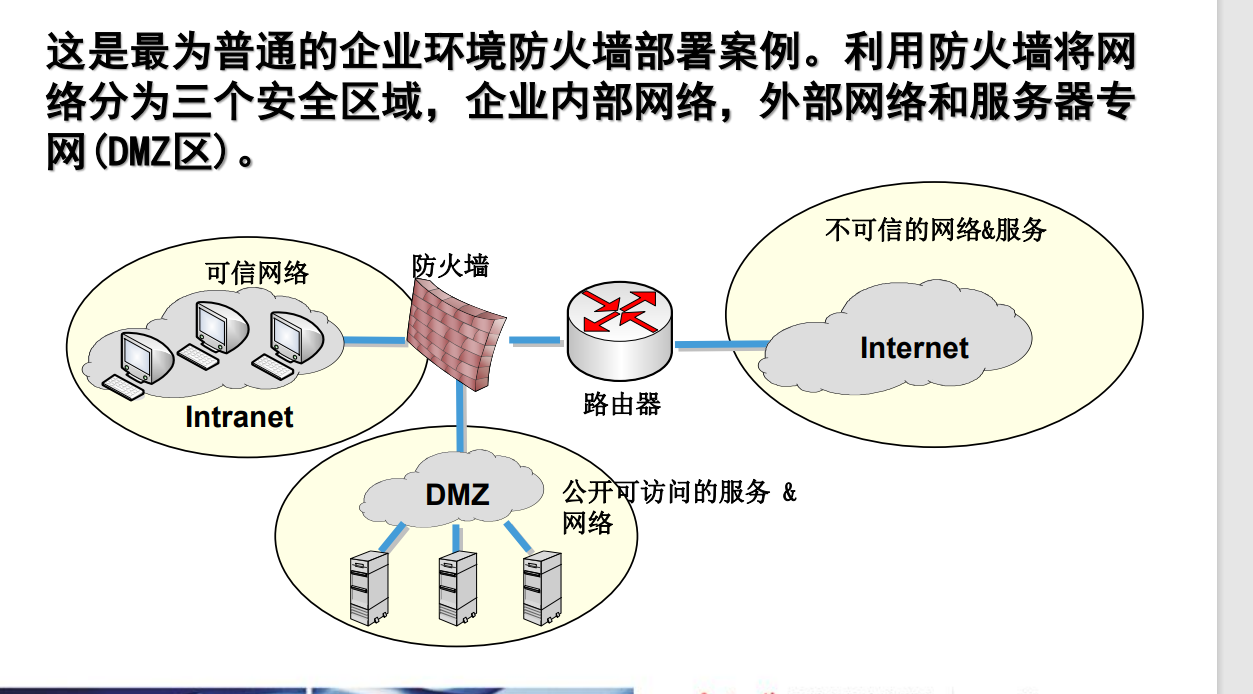 这是最为普通的企业环境防火墙部署案例。利用防火墙将网
络分为三个安全区域，企业内部网络，外部网络和服务器专
网(DMZ区)。
不可信的网络&服务
可信网络
防火墙
Internet
路由器
Intranet
DMZ
公开可访问的服务 &
网络